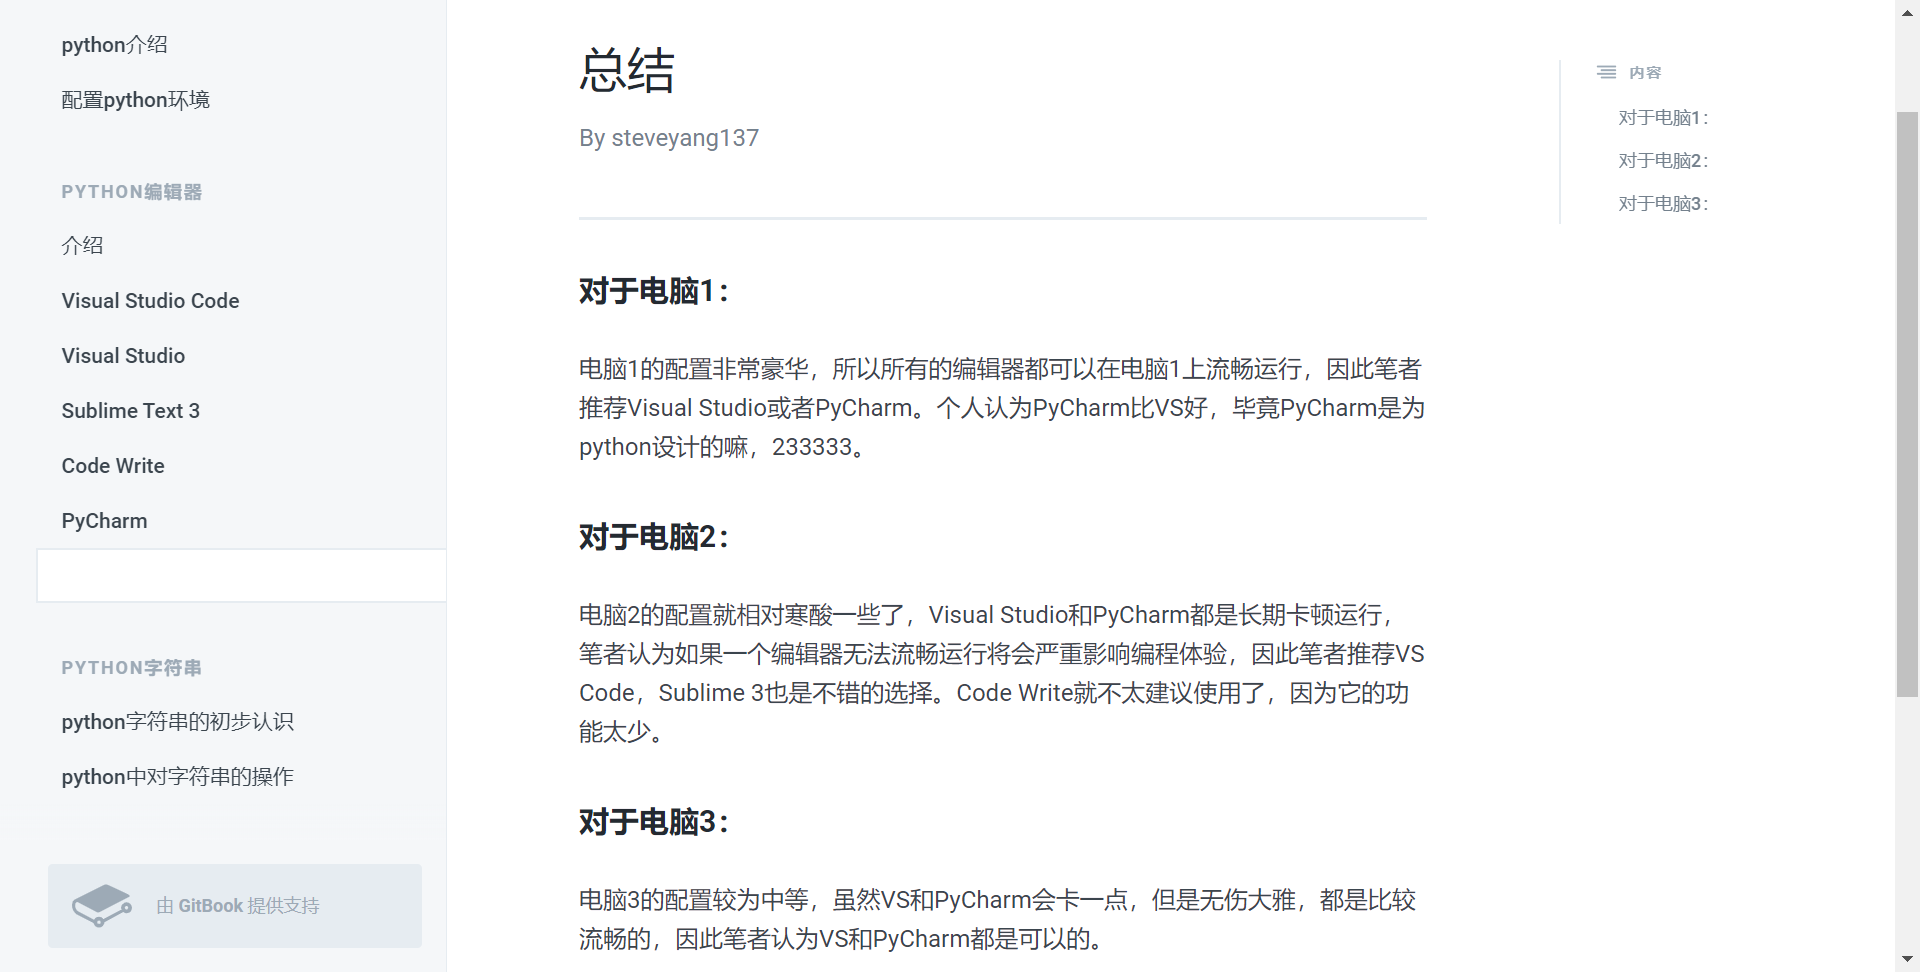 python介绍
配置python环境
PYTHON编辑器
介绍
Visual Studio Code
Visual Studio
Sublime Text 3
Code Write
PyCharm
PYTHON字符串
python字符串的初步认识
python中对字符串的操作
由 GitBook 提供支持
总结
By steveyang137
对于电脑1：
电脑1的配置非常豪华，所以所有的编辑器都可以在电脑1上流畅运行，因此笔者
推荐Visual Studio或者PyCharm。个人认为PyCharm比VS好，毕竟PyCharm是为
python设计的嘛，233333。
对于电脑2：
电脑2的配置就相对寒酸一些了，Visual Studio和PyCharm都是长期卡顿运行，
笔者认为如果一个编辑器无法流畅运行将会严重影响编程体验，因此笔者推荐VS
Code，Sublime 3也是不错的选择。Code Write就不太建议使用了，因为它的功
能太少。
对于电脑3：
电脑3的配置较为中等，虽然VS和PyCharm会卡一点，但是无伤大雅，都是比较
流畅的，因此笔者认为VS和PyCharm都是可以的。
内容
对于电脑1：
对于电脑2：
对于电脑3：